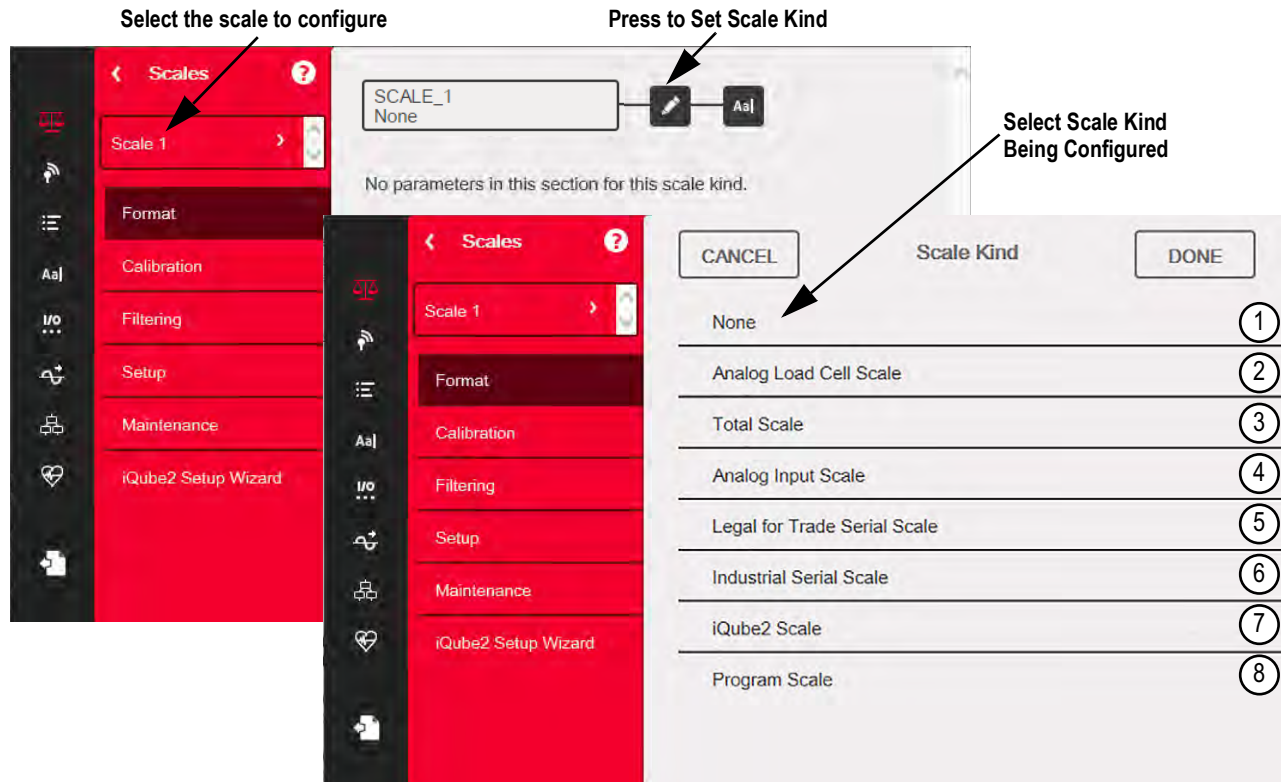 Select the scale to configure
Press to Set Scale Kind
Scales ?
Scale 1
Format
Calibration
Filtering
Setup
Maintenance
iQube2 Setup Wizard
Aa|
I/O
SCALE_1
None
Aa|
No parameters in this section for this scale kind.
Select Scale Kind
Being Configured
Scales ?
Scale 1
Format
Calibration
Filtering
Setup
Maintenance
iQube2 Setup Wizard
Aa|
I/O
CANCEL Scale Kind DONE
None 1
Analog Load Cell Scale 2
Total Scale 3
Analog Input Scale 4
Legal for Trade Serial Scale 5
Industrial Serial Scale 6
iQube2 Scale 7
Program Scale 8